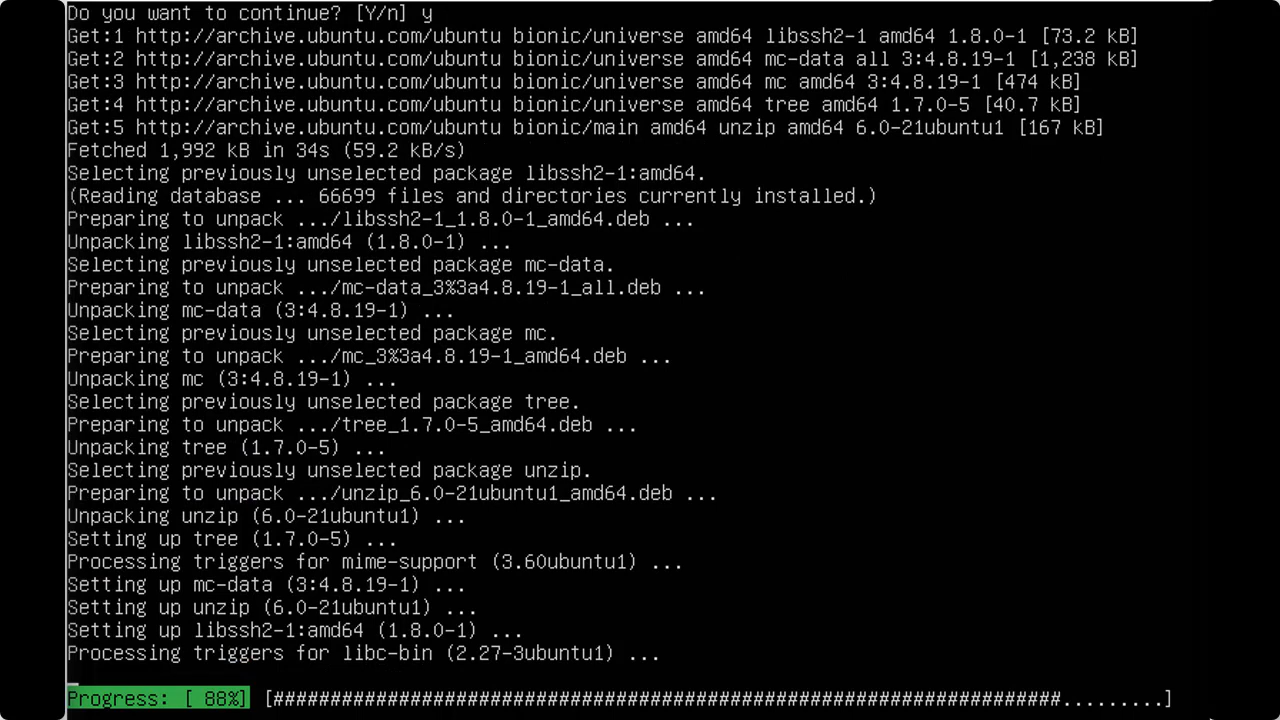 Do you want to continue? [Y/n] y
Get:1 http://archive.ubuntu.com/ubuntu bionic/universe amd64 libssh2-1 amd64 1.8.0-1 [73.2 kB]
Get:2 http://archive.ubuntu.com/ubuntu bionic/universe amd64 mc-data all 3:4.8.19-1 [1,238 kB]
Get:3 http://archive.ubuntu.com/ubuntu bionic/universe amd64 mc amd64 3:4.8.19-1 [474 kB]
Get:4 http://archive.ubuntu.com/ubuntu bionic/universe amd64 tree amd64 1.7.0-5 [40.7 kB]
Get:5 http://archive.ubuntu.com/ubuntu bionic/main amd64 unzip amd64 6.0-21ubuntu1 [167 kB]
Fetched 1,992 kB in 34s (59.2 kB/s)
Selecting previously unselected package libssh2-1:amd64.
(Reading database ... 66699 files and directories currently installed.)
Preparing to unpack .../libssh2-1_1.8.0-1_amd64.deb ...
Unpacking libssh2-1:amd64 (1.8.0-1) ...
Selecting previously unselected package mc-data.
Preparing to unpack .../mc-data_3%3a4.8.19-1_all.deb ...
Unpacking mc-data (3:4.8.19-1) ...
Selecting previously unselected package mc.
Preparing to unpack .../mc_3%3a4.8.19-1_amd64.deb ...
Unpacking mc (3:4.8.19-1) ...
Selecting previously unselected package tree.
Preparing to unpack .../tree_1.7.0-5_amd64.deb ...
Unpacking tree (1.7.0-5) ...
Selecting previously unselected package unzip.
Preparing to unpack .../unzip_6.0-21ubuntu1_amd64.deb ...
Unpacking unzip (6.0-21ubuntu1) ...
Setting up tree (1.7.0-5) ...
Processing triggers for mime-support (3.60ubuntu1) ...
Setting up mc-data (3:4.8.19-1) ...
Setting up unzip (6.0-21ubuntu1) ...
Setting up libssh2-1:amd64 (1.8.0-1) ...
Processing triggers for libc-bin (2.27-3ubuntu1) ...
Progress: [ 88%] [#####################################################################.........]